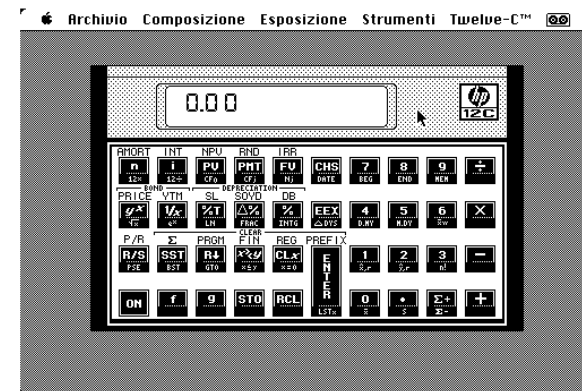 Archivio Composizione Esposizione Strumenti Twelve-C™
0.00
hp
12C
AMORT INT NPV RND IRR
n i PV PMT FV CHS 7 8 9 ÷
12× 12÷ CFo CFj Nj DATE BEG END MEM
BOND DEPRECIATION
PRICE YTM SL SOYD DB
y^x 1/x %T Δ% % EEX 4 5 6 ×
√x e^x LN FRAC INTG ΔDYS D.MY M.DY x̄w
CLEAR
P/R Σ PRGM FIN REG PREFIX
R/S SST R↓ x≷y CLx ENTER 1 2 3 −
PSE BST GTO x≤y x=0 x̂,r ŷ,r n!
ON f g STO RCL 0 • Σ+ +
LSTx x̄ s Σ-